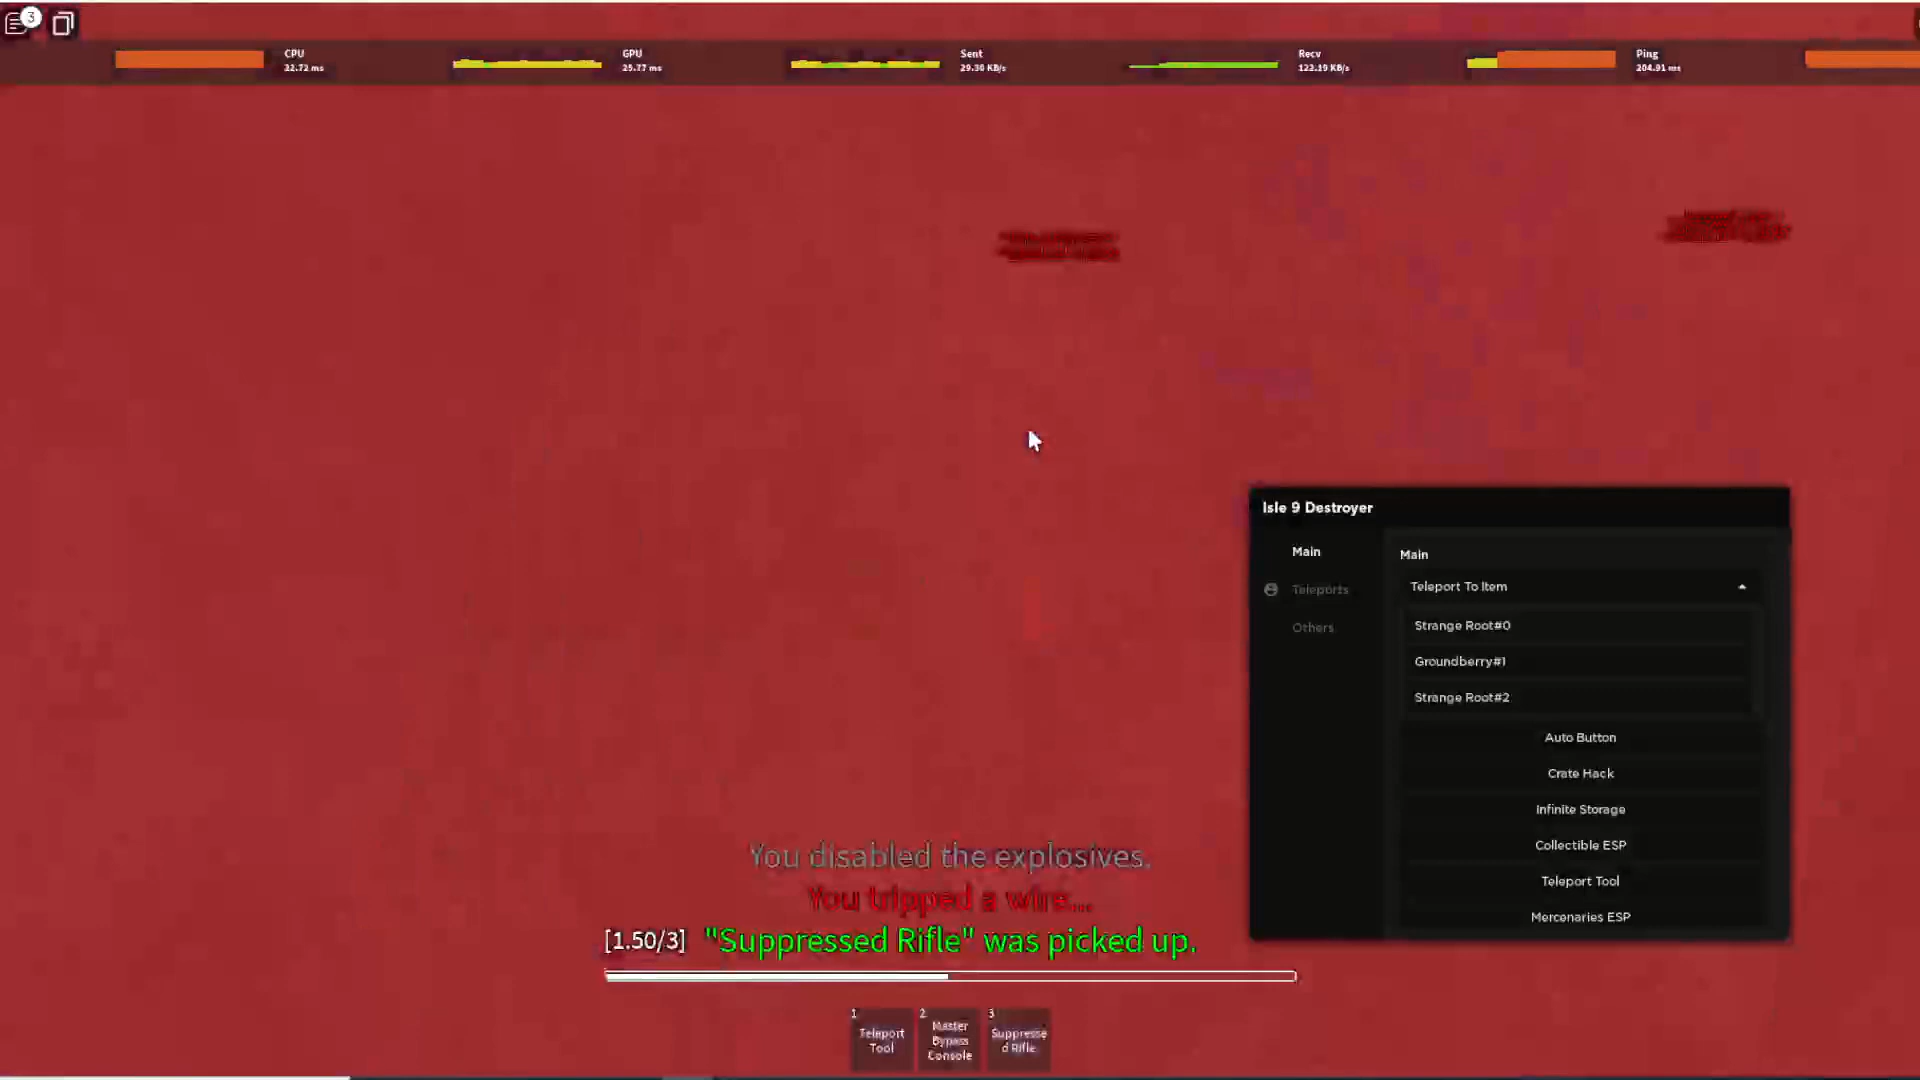 3
CPU
22.72 ms
GPU
25.77 ms
Sent
29.30 KB/s
Recv
122.19 KB/s
Ping
204.91 ms
Isle 9 Destroyer
Main
Teleports
Others
Main
Teleport To Item
Strange Root#0
Groundberry#1
Strange Root#2
Auto Button
Crate Hack
Infinite Storage
Collectible ESP
Teleport Tool
Mercenaries ESP
You disabled the explosives.
You tripped a wire...
[1.50/3] "Suppressed Rifle" was picked up.
1
Teleport
Tool
2
Master
Bypass
Console
3
Suppresse
d Rifle